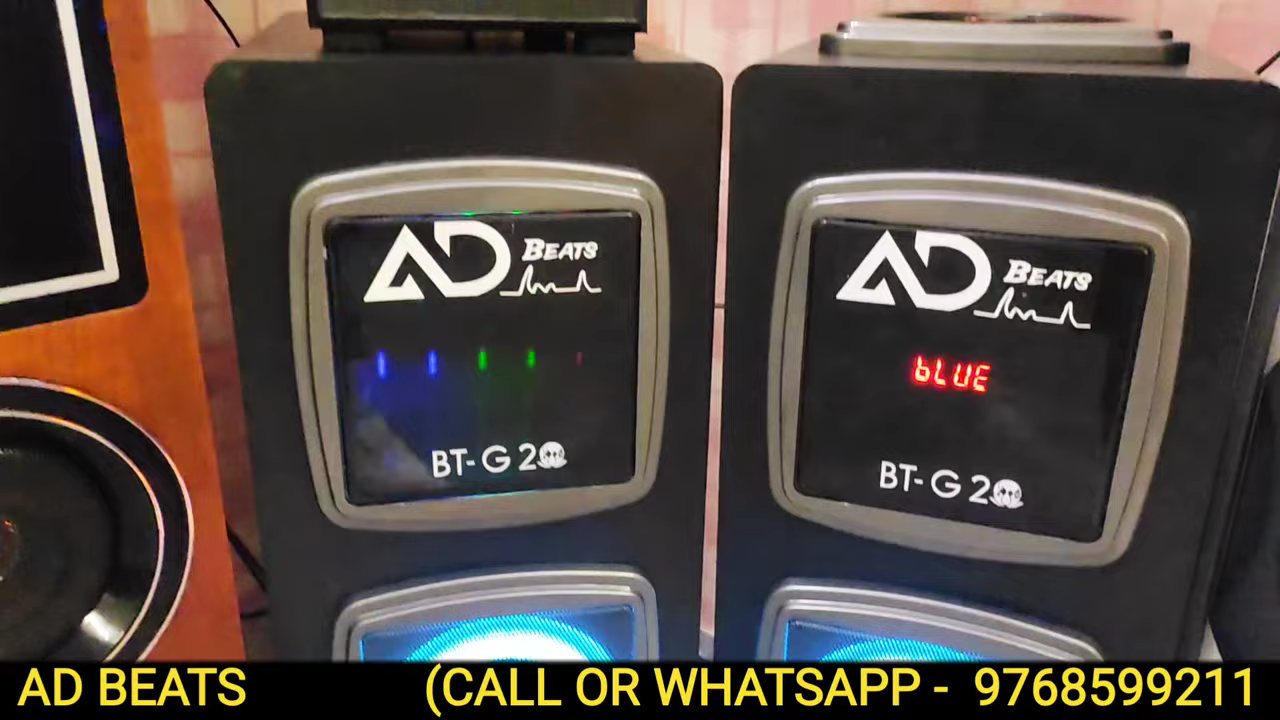 AD BEATS
bLUE
BT-G 20
AD BEATS
BT-G 20
AD BEATS (CALL OR WHATSAPP - 9768599211